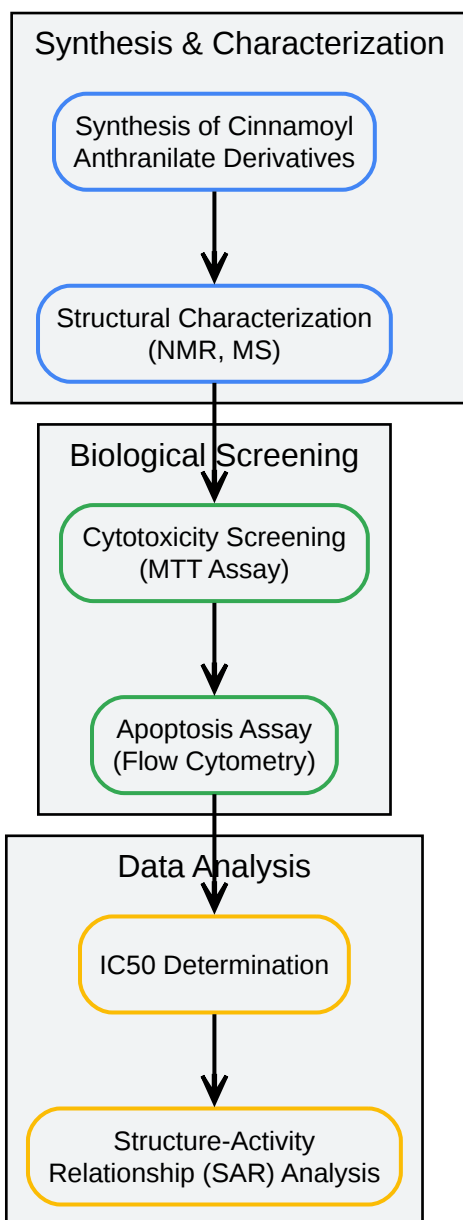 Synthesis & Characterization
Synthesis of Cinnamoyl
Anthranilate Derivatives
Structural Characterization
(NMR, MS)
Biological Screening
Cytotoxicity Screening
(MTT Assay)
Apoptosis Assay
(Flow Cytometry)
Data Analysis
IC50 Determination
Structure-Activity
Relationship (SAR) Analysis